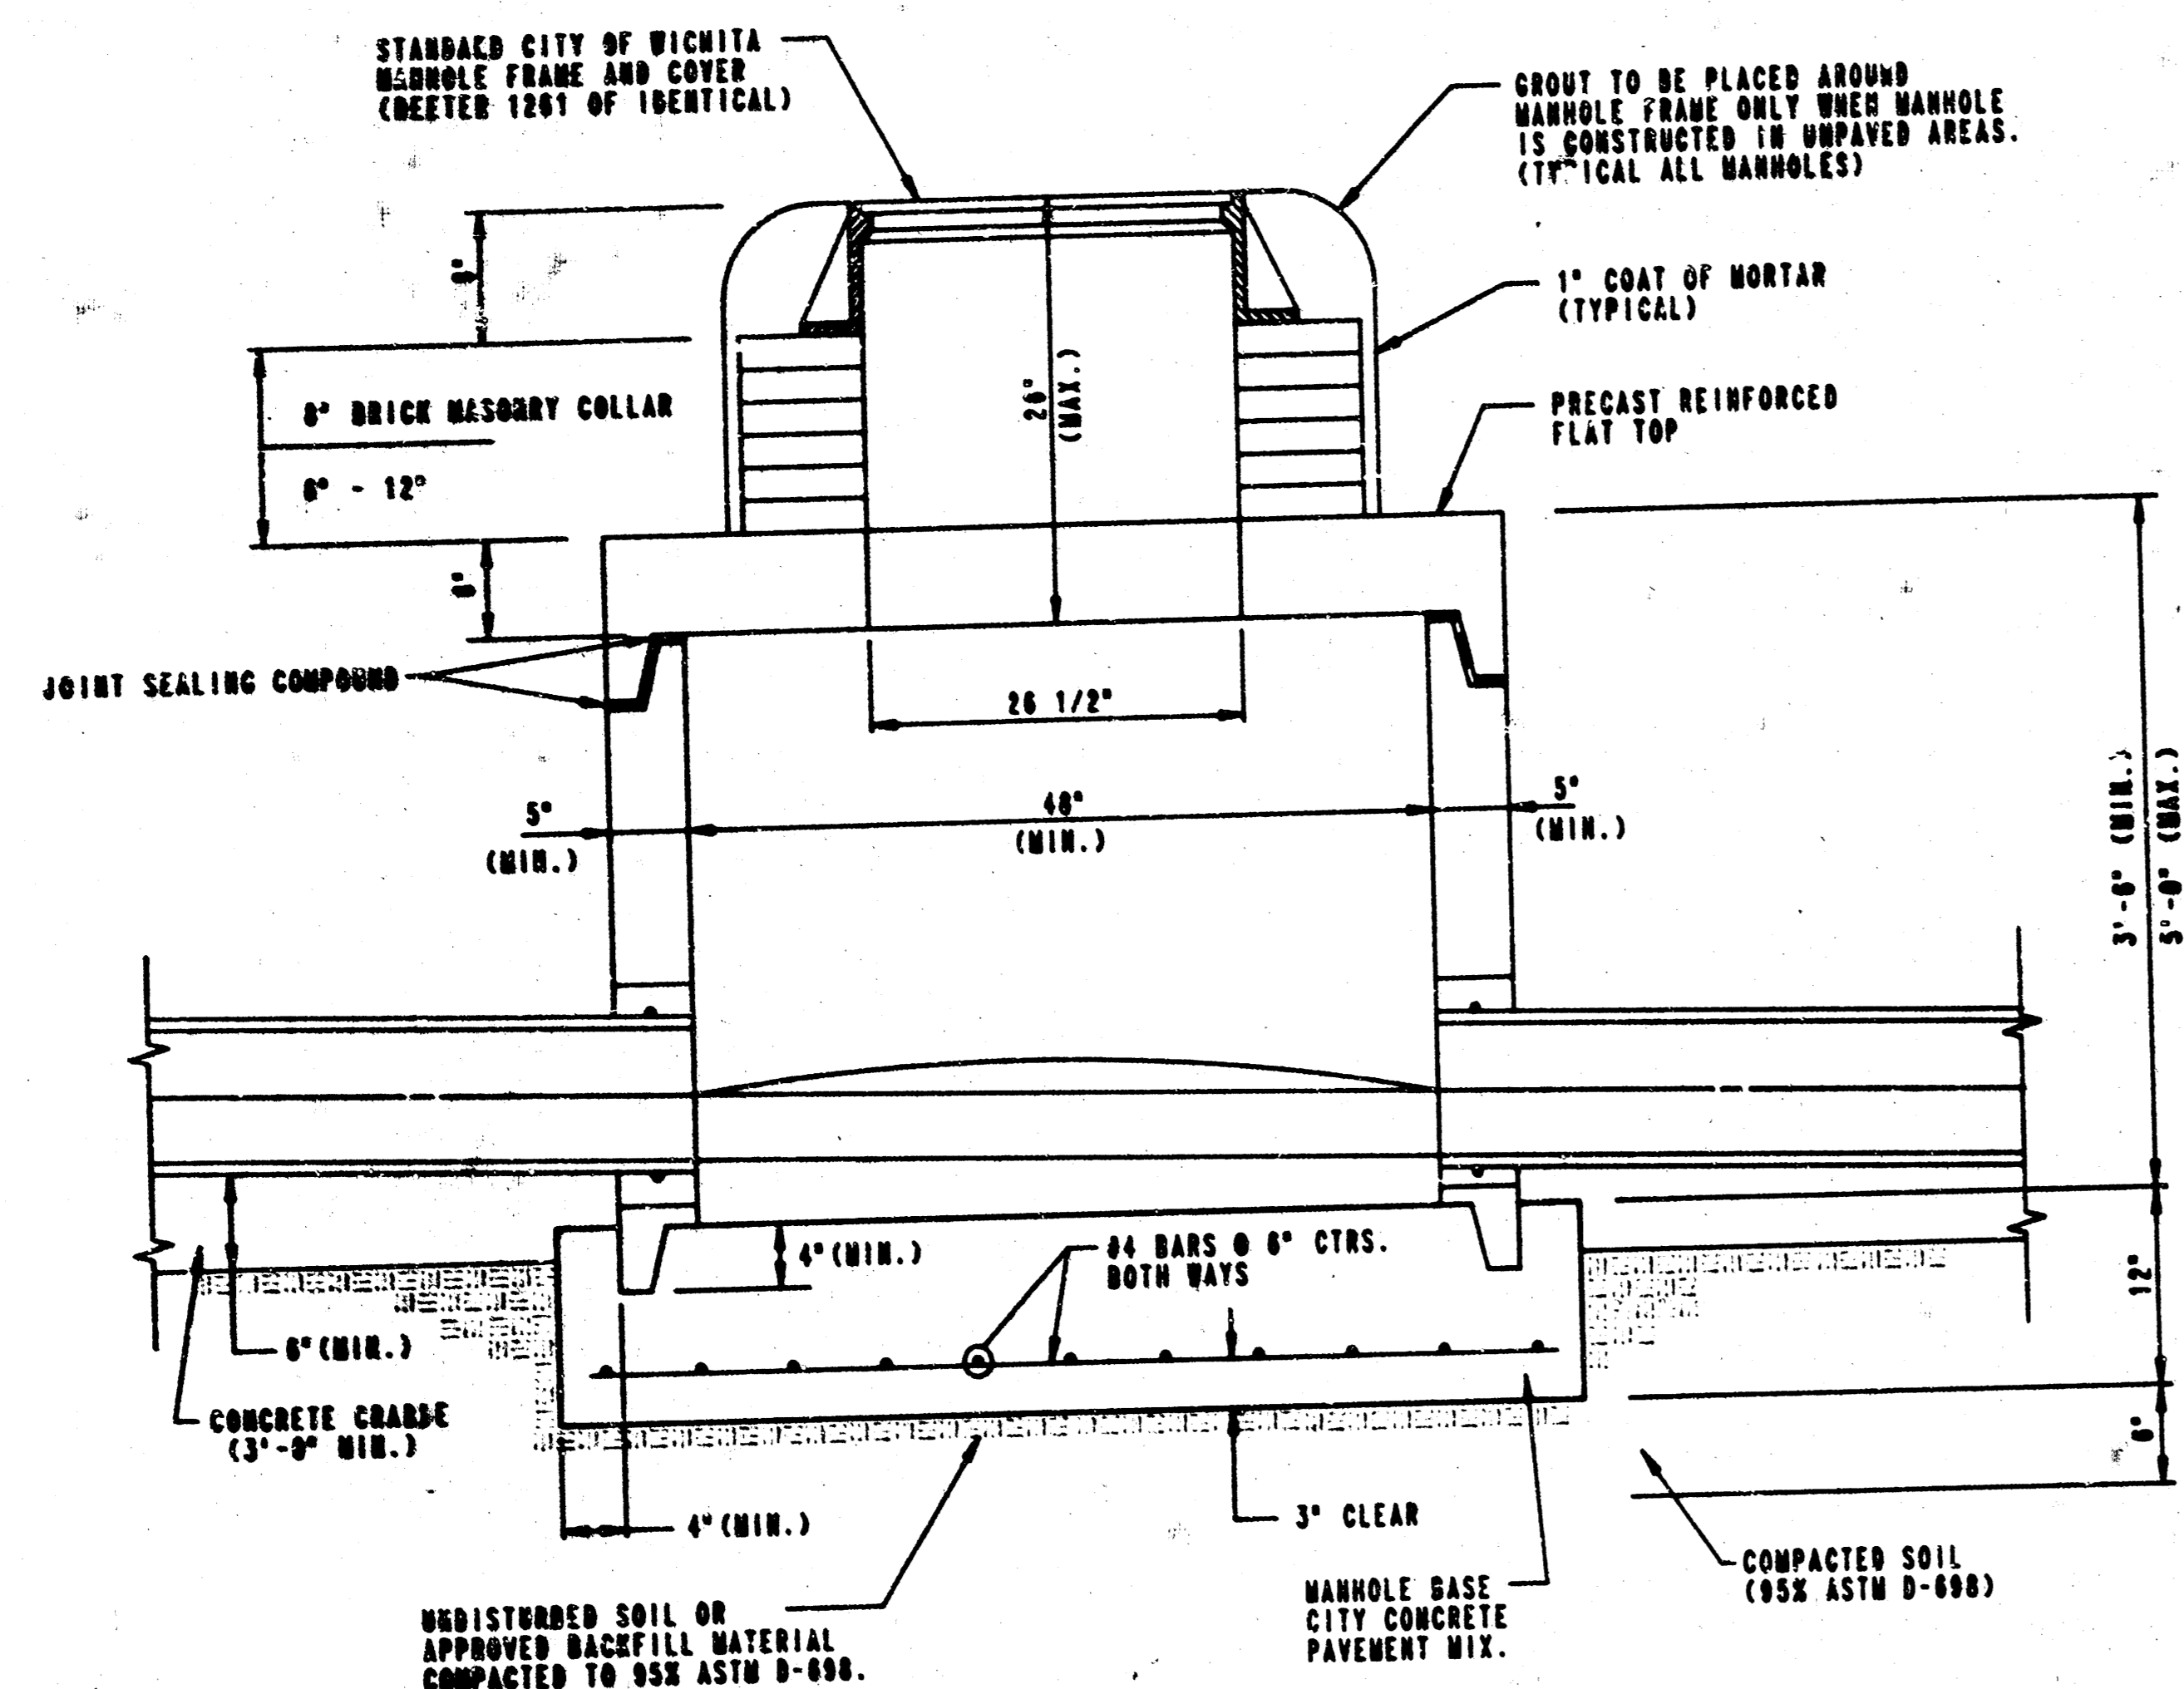 STANDARD CITY OF WICHITA
MANHOLE FRAME AND COVER
(DEETER 1261 OF IDENTICAL)
GROUT TO BE PLACED AROUND
MANHOLE FRAME ONLY WHEN MANHOLE
IS CONSTRUCTED IN UNPAVED AREAS.
(TYPICAL ALL MANHOLES)
1" COAT OF MORTAR
(TYPICAL)
26"
(MAX.)
8" BRICK MASONRY COLLAR
6" - 12"
PRECAST REINFORCED
FLAT TOP
JOINT SEALING COMPOUND
26 1/2"
5"
(MIN.)
48"
(MIN.)
5"
(MIN.)
3'-6" (MIN.)
5'-0" (MAX.)
4" (MIN.)
#4 BARS @ 6" CTRS.
BOTH WAYS
12"
6" (MIN.)
CONCRETE CRADLE
(3'-0" MIN.)
6"
4" (MIN.)
3" CLEAR
COMPACTED SOIL
(95% ASTM D-698)
MANHOLE BASE
CITY CONCRETE
PAVEMENT MIX.
UNDISTURBED SOIL OR
APPROVED BACKFILL MATERIAL
COMPACTED TO 95% ASTM D-698.